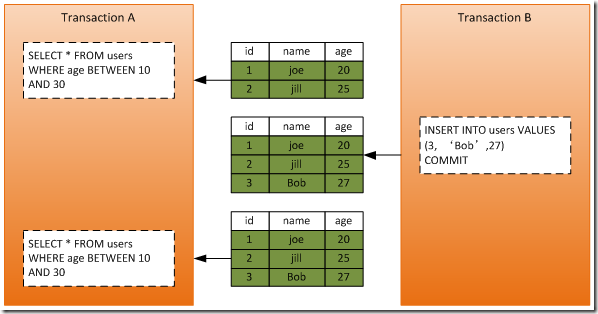 Transaction A
Transaction B
SELECT * FROM users
WHERE age BETWEEN 10
AND 30
id name age
1 joe 20
2 jill 25
id name age
1 joe 20
2 jill 25
3 Bob 27
INSERT INTO users VALUES
(3, ‘Bob’,27)
COMMIT
SELECT * FROM users
WHERE age BETWEEN 10
AND 30
id name age
1 joe 20
2 jill 25
3 Bob 27